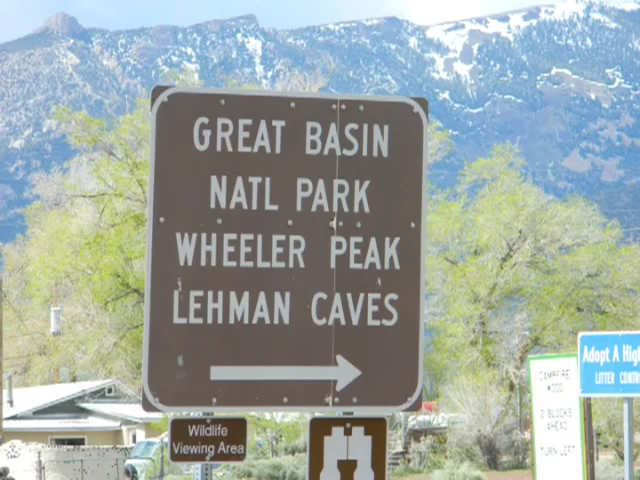 GREAT BASIN
NATL PARK
WHEELER PEAK
LEHMAN CAVES
Wildlife
Viewing Area
CAMPFIRE
WOOD
2 BLOCKS
AHEAD
TURN LEFT
Adopt A Hig
LITTER CONTR